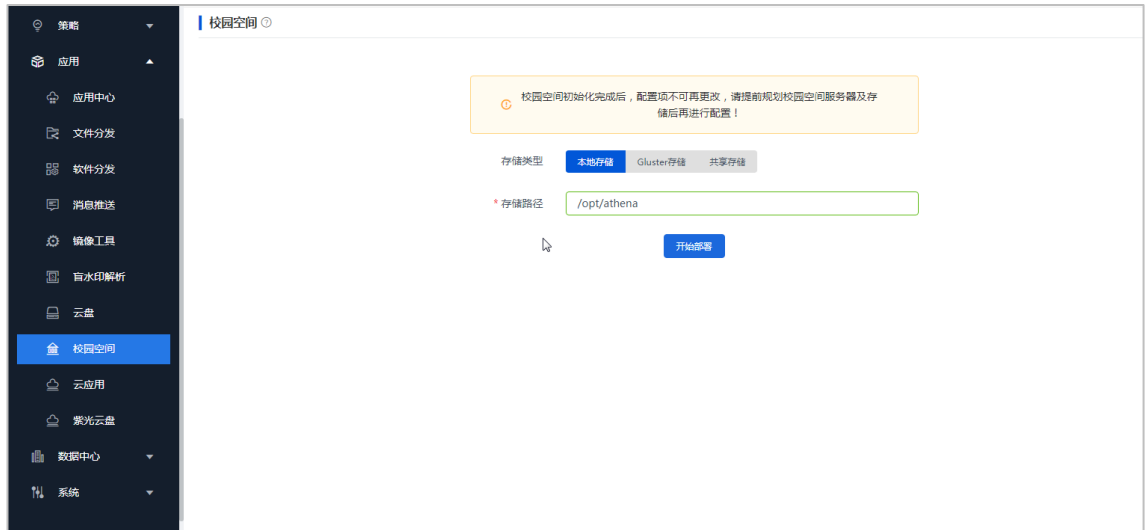 策略
应用
应用中心
文件分发
软件分发
消息推送
镜像工具
盲水印解析
云盘
校园空间
云应用
紫光云盘
数据中心
系统
校园空间
校园空间初始化完成后，配置项不可再更改，请提前规划校园空间服务器及存
储后再进行配置！
存储类型 本地存储 Gluster存储 共享存储
* 存储路径 /opt/athena
开始部署